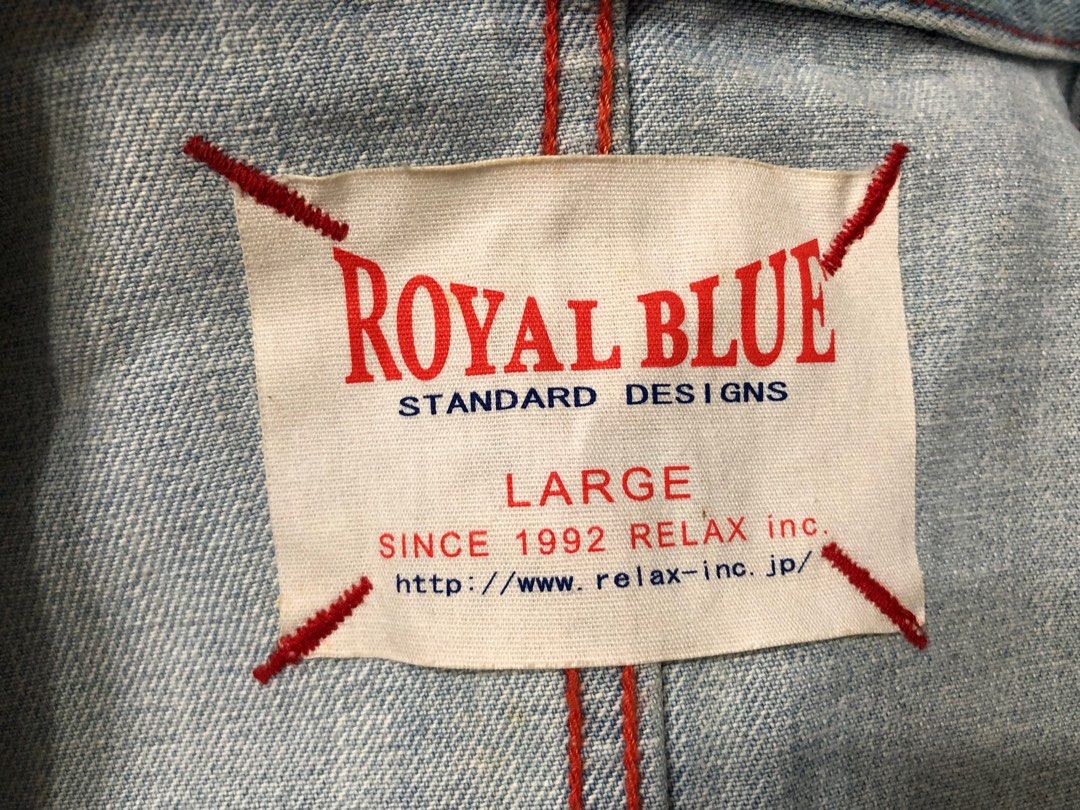 ROYAL BLUE
STANDARD DESIGNS
LARGE
SINCE 1992 RELAX inc.
http://www.relax-inc.jp/